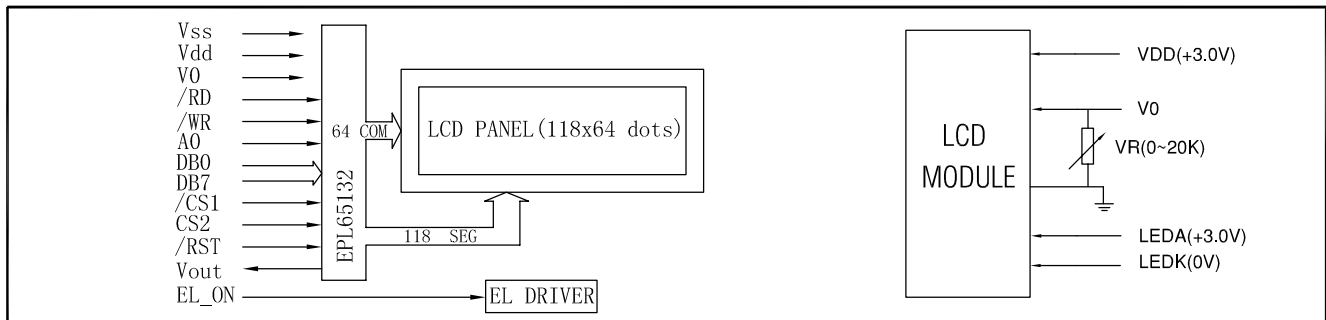 Vss
Vdd
V0
/RD
/WR
A0
DB0
DB7
/CS1
CS2
/RST
Vout
EL_ON
64 COM
EPL65132
LCD PANEL(118x64 dots)
118 SEG
EL DRIVER
LCD
MODULE
VDD(+3.0V)
V0
VR(0~20K)
LEDA(+3.0V)
LEDK(0V)